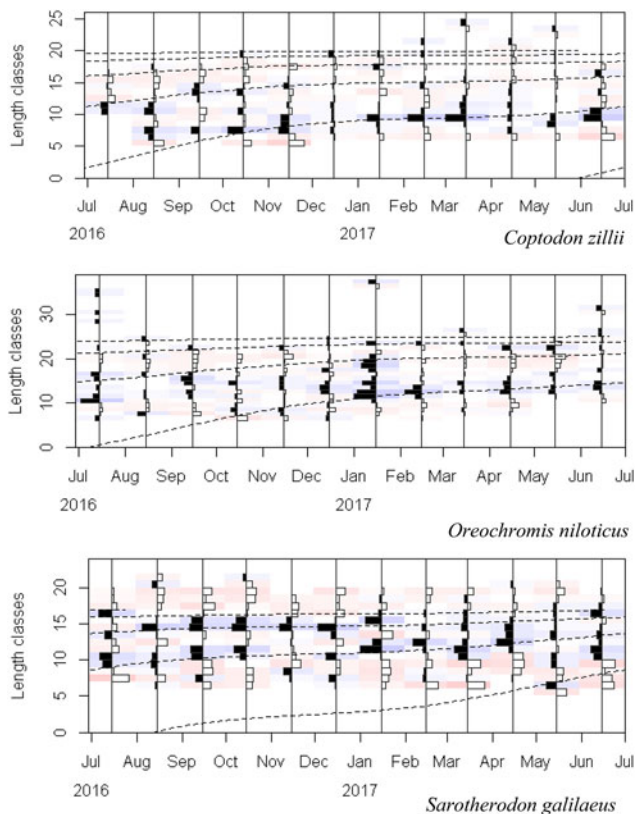 25
20
15
10
5
0
Length classes
Jul Aug Sep Oct Nov Dec Jan Feb Mar Apr May Jun Jul
2016 2017
Coptodon zillii
30
20
10
0
Length classes
Jul Aug Sep Oct Nov Dec Jan Feb Mar Apr May Jun Jul
2016 2017
Oreochromis niloticus
20
15
10
5
0
Length classes
Jul Aug Sep Oct Nov Dec Jan Feb Mar Apr May Jun Jul
2016 2017
Sarotherodon galilaeus